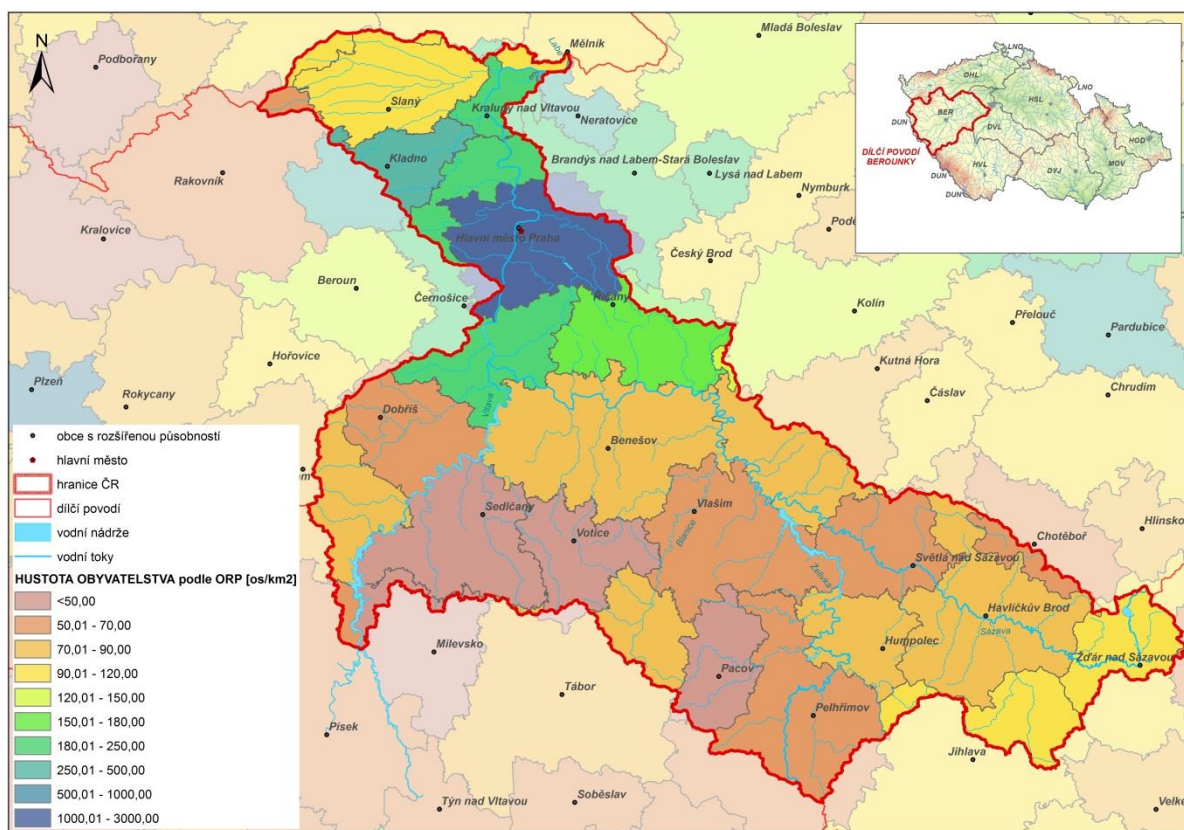 N
Podbořany
Mělník
Mladá Boleslav
Labe
Slaný
Kralupy nad Vltavou
Neratovice
Kladno
Rakovník
Brandýs nad Labem-Stará Boleslav
Lysá nad Labem
Nymburk
Kralovice
Hlavní město Praha
Český Brod
Beroun
Černošice
Říčany
Kolín
Přelouč
Pardubice
Hořovice
Kutná Hora
Plzeň
Rokycany
Čáslav
Chrudim
Dobříš
Vltava
Benešov
Sedlčany
Votice
Vlašim
Blanice
Želivka
Chotěboř
Hlinsko
Světlá nad Sázavou
Havlíčkův Brod
Sázava
Milevsko
Pacov
Humpolec
Žďár nad Sázavou
Tábor
Písek
Pelhřimov
Jihlava
Týn nad Vltavou
Soběslav
Velké
LNO
OHL
LNO
HSL
BER
DUN
DVL
HOD
DÍLČÍ POVODÍ
BEROUNKY
HVL
MOV
DYJ
DUN
DUN
obce s rozšířenou působností
hlavní město
hranice ČR
dílčí povodí
vodní nádrže
vodní toky
HUSTOTA OBYVATELSTVA podle ORP [os/km2]
<50,00
50,01 - 70,00
70,01 - 90,00
90,01 - 120,00
120,01 - 150,00
150,01 - 180,00
180,01 - 250,00
250,01 - 500,00
500,01 - 1000,00
1000,01 - 3000,00